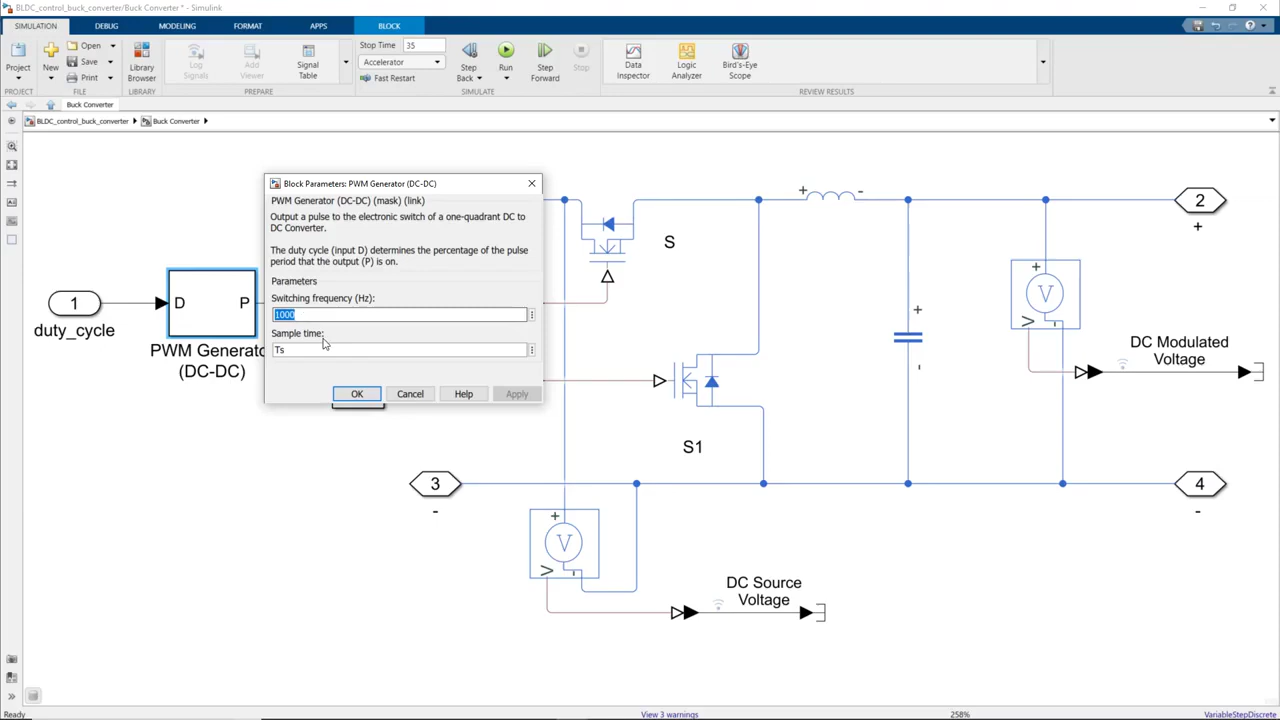 BLDC_control_buck_converter/Buck Converter * - Simulink
SIMULATION DEBUG MODELING FORMAT APPS BLOCK
Project
New
Open
Save
Print
Library Browser
Log Signals
Add Viewer
Signal Table
Stop Time 35
Accelerator
Fast Restart
Step Back
Run
Step Forward
Stop
Data Inspector
Logic Analyzer
Bird's-Eye Scope
PROJECT FILE LIBRARY PREPARE SIMULATE REVIEW RESULTS
Buck Converter
BLDC_control_buck_converter Buck Converter
Block Parameters: PWM Generator (DC-DC)
PWM Generator (DC-DC) (mask) (link)
Output a pulse to the electronic switch of a one-quadrant DC to
DC Converter.
The duty cycle (input D) determines the percentage of the pulse
period that the output (P) is on.
Parameters
Switching frequency (Hz):
1000
Sample time:
Ts
OK Cancel Help Apply
1
duty_cycle
D P
PWM Generato
(DC-DC)
S
+ -
2
+
+
V
-
+
-
DC Modulated
Voltage
S1
3
-
4
-
+
V
-
DC Source
Voltage
Ready View 3 warnings 258% VariableStepDiscrete